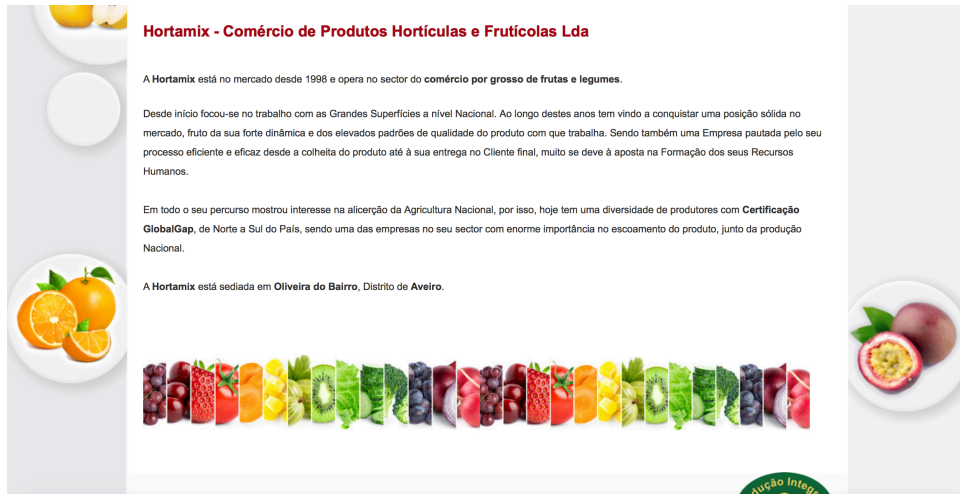 Hortamix - Comércio de Produtos Hortículas e Frutícolas Lda
A Hortamix está no mercado desde 1998 e opera no sector do comércio por grosso de frutas e legumes.
Desde início focou-se no trabalho com as Grandes Superfícies a nível Nacional. Ao longo destes anos tem vindo a conquistar uma posição sólida no
mercado, fruto da sua forte dinâmica e dos elevados padrões de qualidade do produto com que trabalha. Sendo também uma Empresa pautada pelo seu
processo eficiente e eficaz desde a colheita do produto até à sua entrega no Cliente final, muito se deve à aposta na Formação dos seus Recursos
Humanos.
Em todo o seu percurso mostrou interesse na alicerção da Agricultura Nacional, por isso, hoje tem uma diversidade de produtores com Certificação
GlobalGap, de Norte a Sul do País, sendo uma das empresas no seu sector com enorme importância no escoamento do produto, junto da produção
Nacional.
A Hortamix está sediada em Oliveira do Bairro, Distrito de Aveiro.